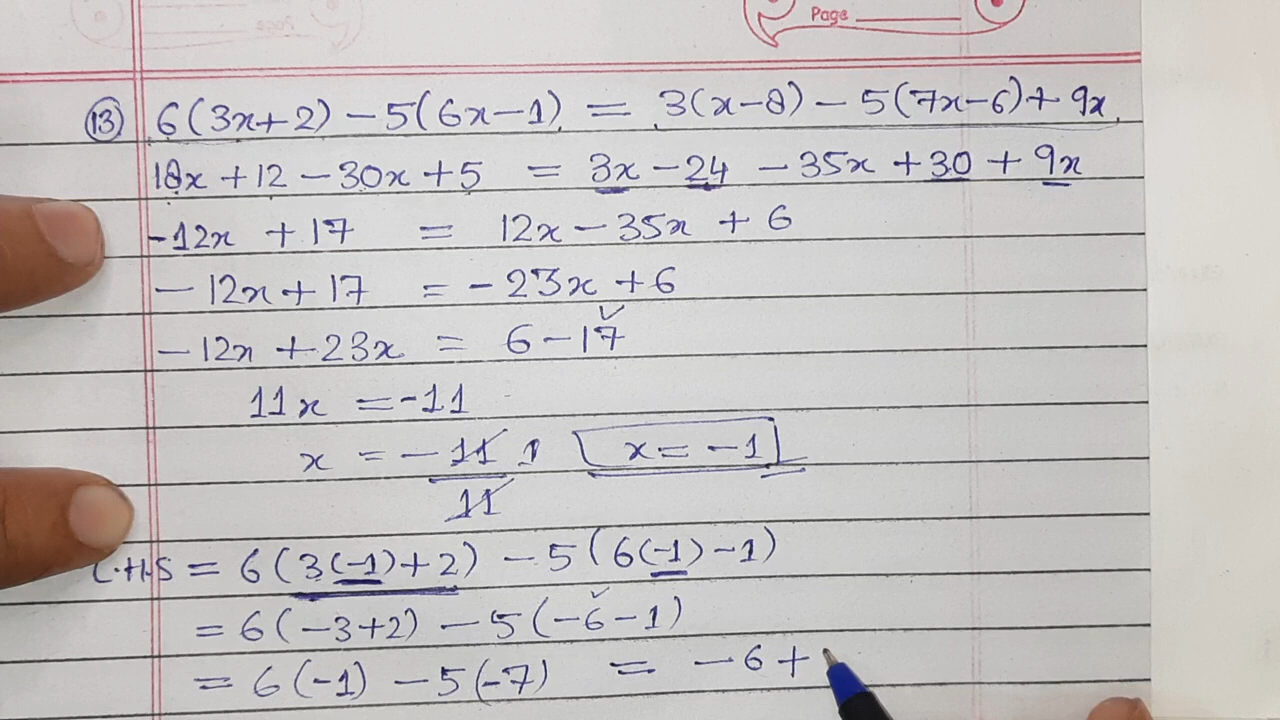 Page
⑬ 6(3x+2) - 5(6x-1) = 3(x-8) - 5(7x-6) + 9x
18x + 12 - 30x + 5 = 3x - 24 - 35x + 30 + 9x
-12x + 17 = 12x - 35x + 6
- 12x + 17 = - 23x + 6
- 12x + 23x = 6 - 17
11x = -11
x = - 11 1 x = -1
11
L.H.S = 6(3(-1)+2) - 5(6(-1)-1)
= 6(-3+2) - 5(-6-1)
= 6(-1) - 5(-7) = - 6 +